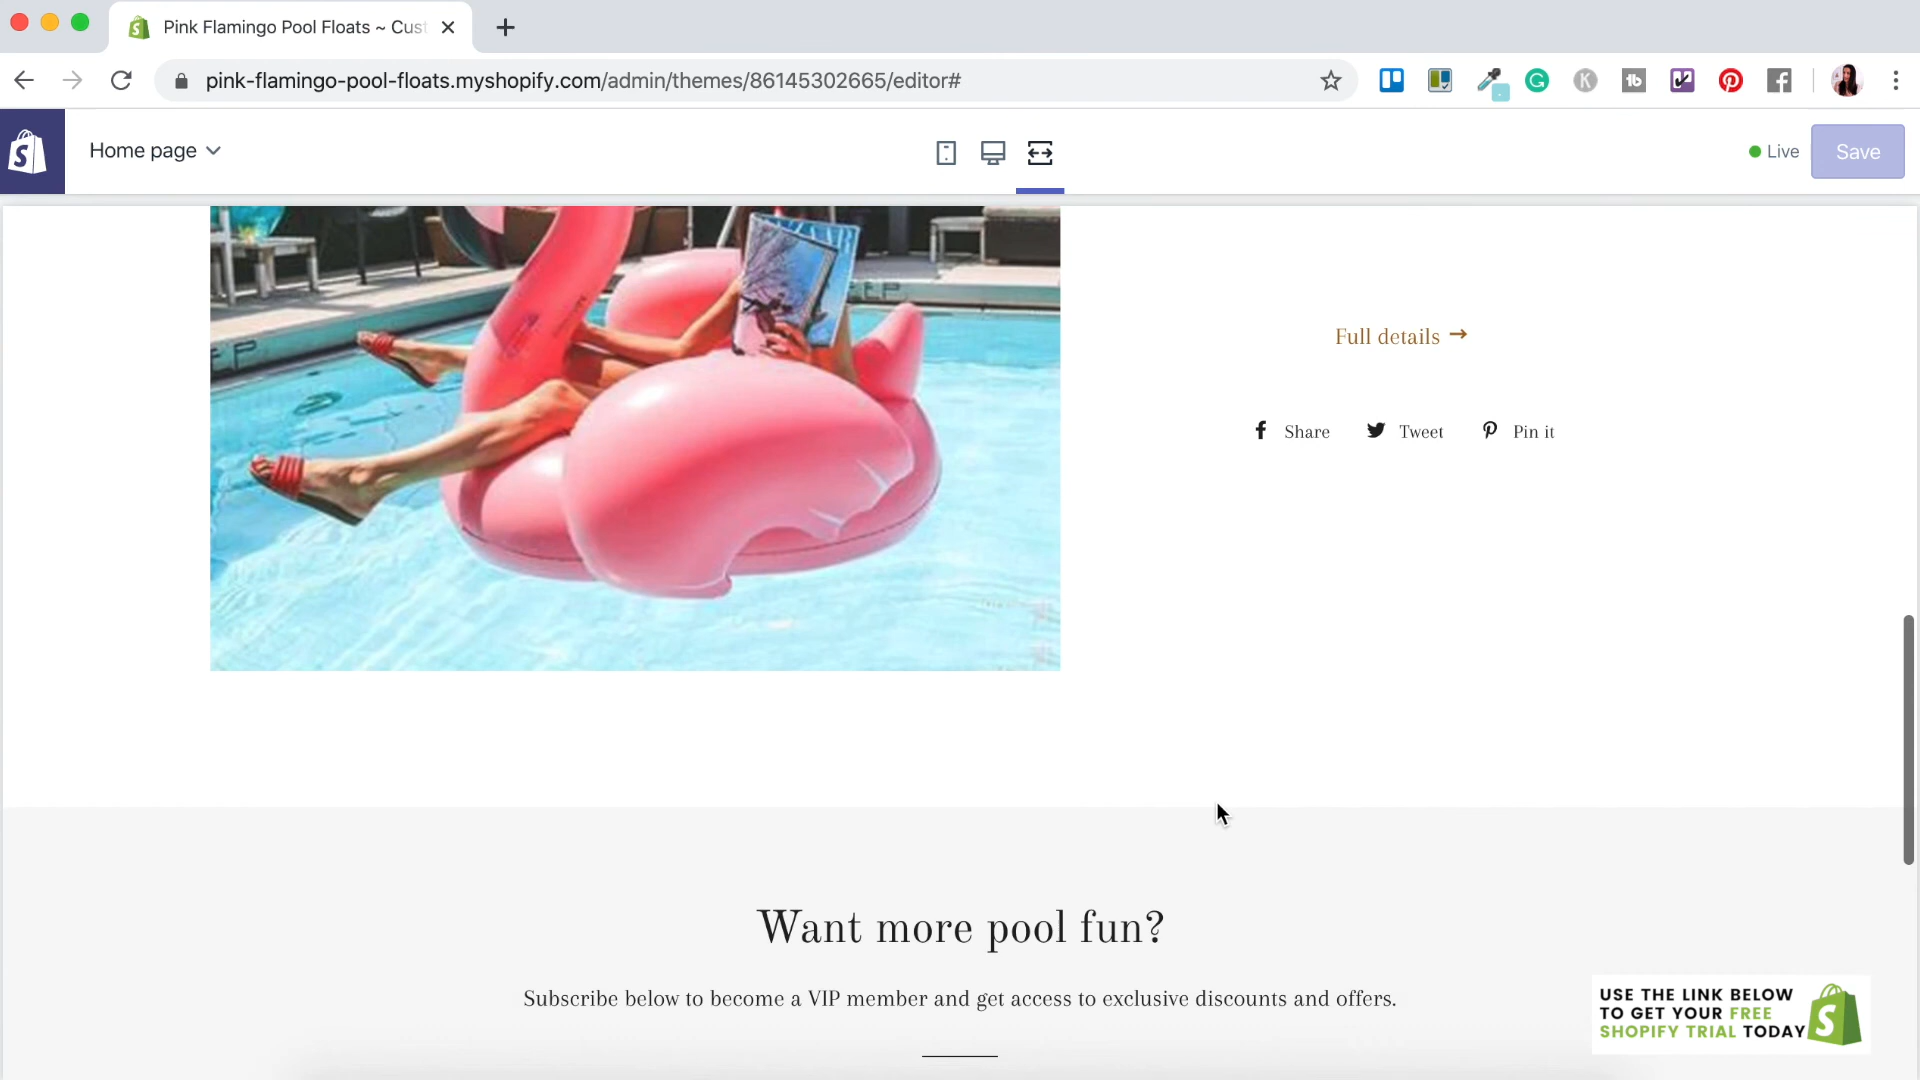 Pink Flamingo Pool Floats ~ Cus
pink-flamingo-pool-floats.myshopify.com/admin/themes/86145302665/editor#
Home page
Live
Save
Full details →
Share
Tweet
Pin it
Want more pool fun?
Subscribe below to become a VIP member and get access to exclusive discounts and offers.
USE THE LINK BELOW
TO GET YOUR FREE
SHOPIFY TRIAL TODAY